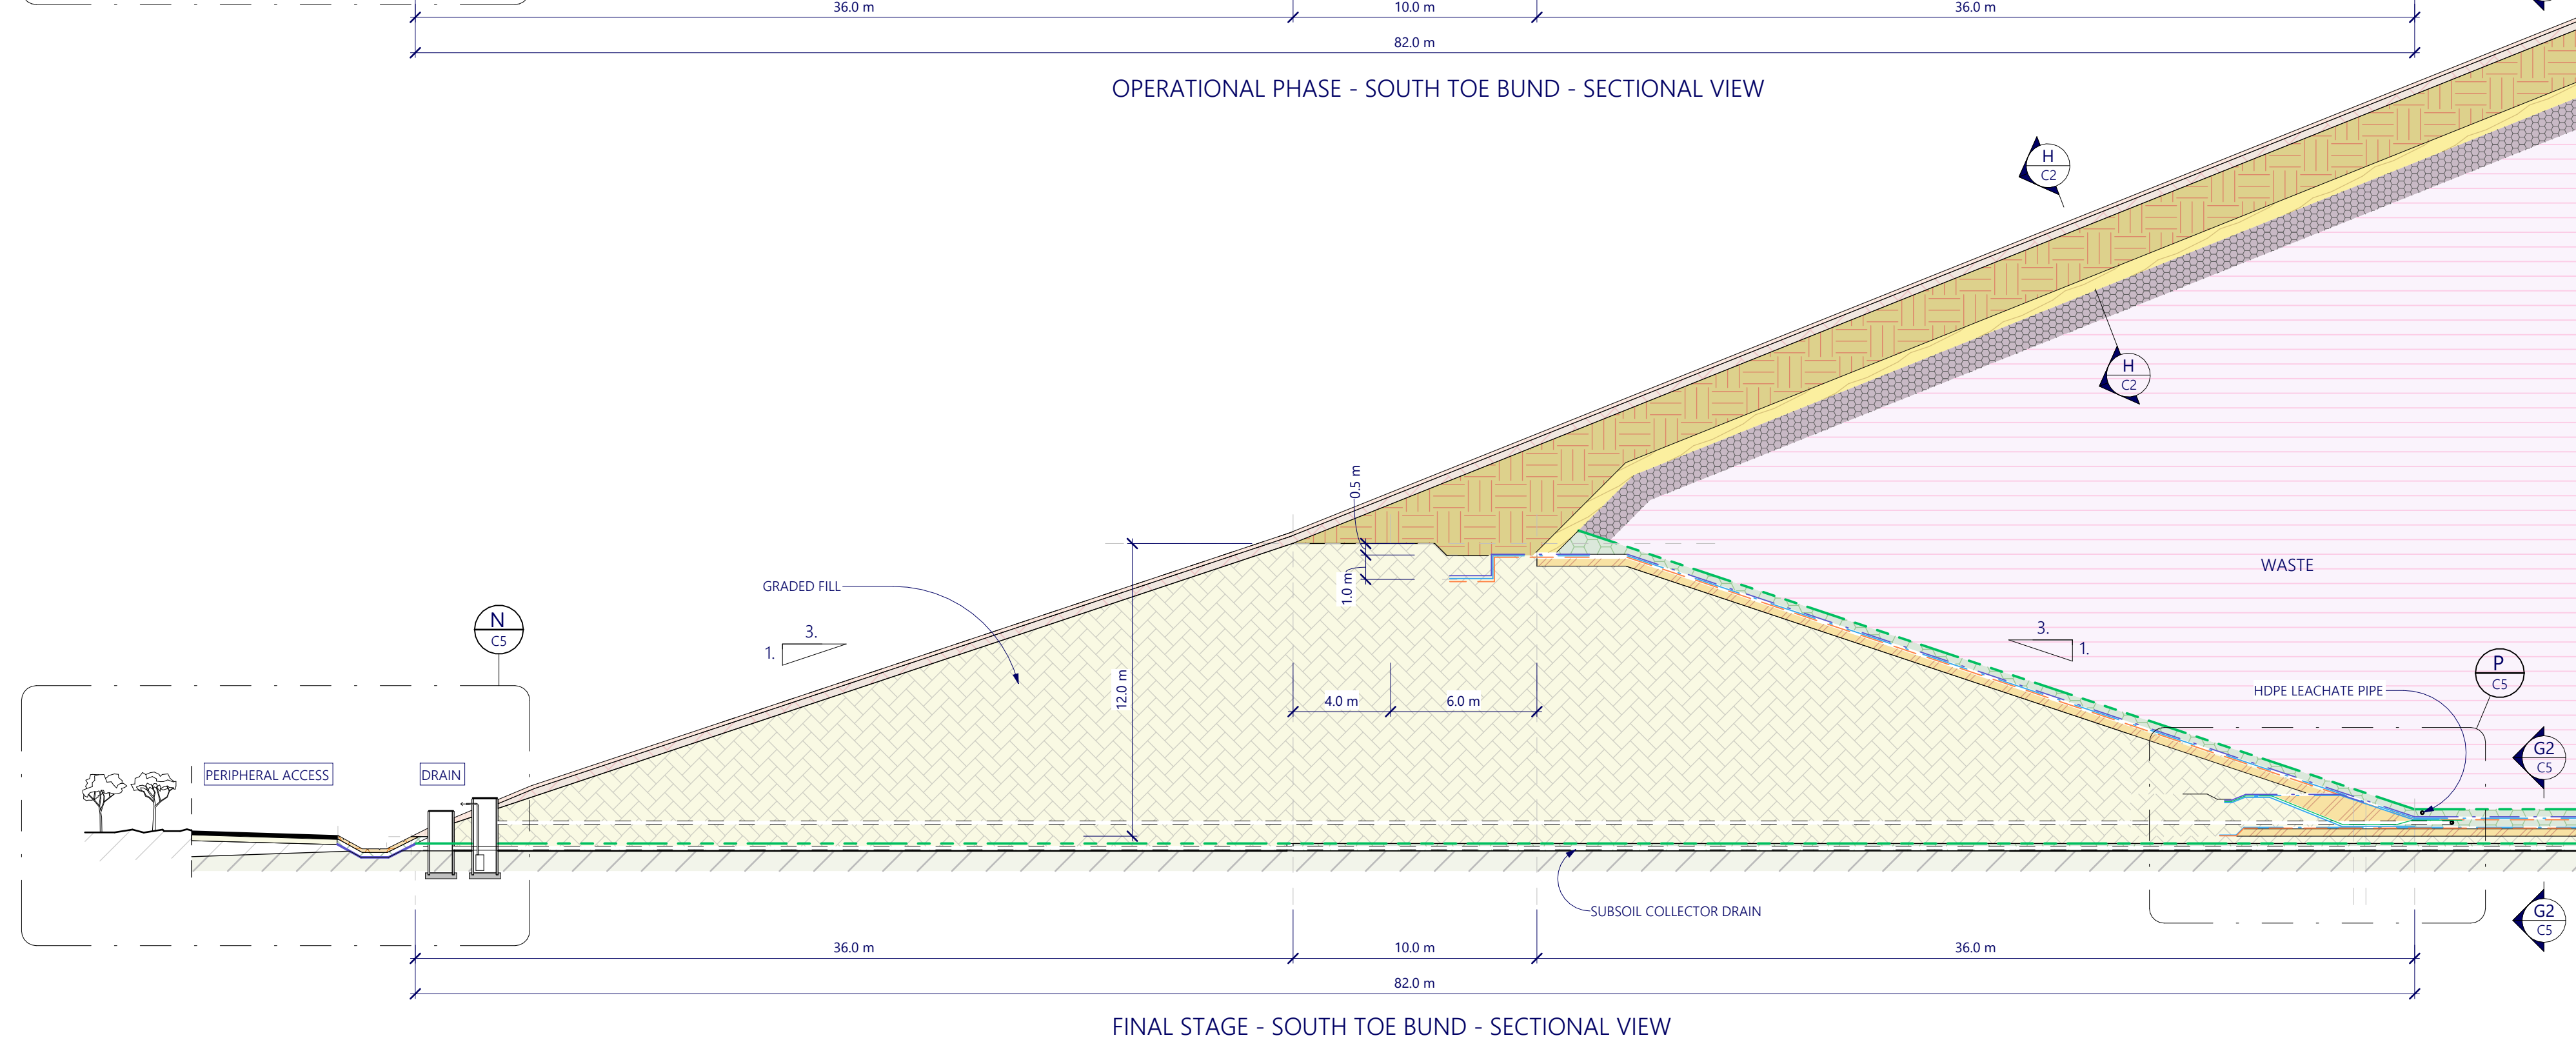 36.0 m
10.0 m
36.0 m
82.0 m
OPERATIONAL PHASE - SOUTH TOE BUND - SECTIONAL VIEW
H
C2
H
C2
0.5 m
1.0 m
WASTE
GRADED FILL
3.
1.
3.
1.
N
C5
12.0 m
4.0 m
6.0 m
P
C5
HDPE LEACHATE PIPE
G2
C5
PERIPHERAL ACCESS
DRAIN
SUBSOIL COLLECTOR DRAIN
G2
C5
36.0 m
10.0 m
36.0 m
82.0 m
FINAL STAGE - SOUTH TOE BUND - SECTIONAL VIEW